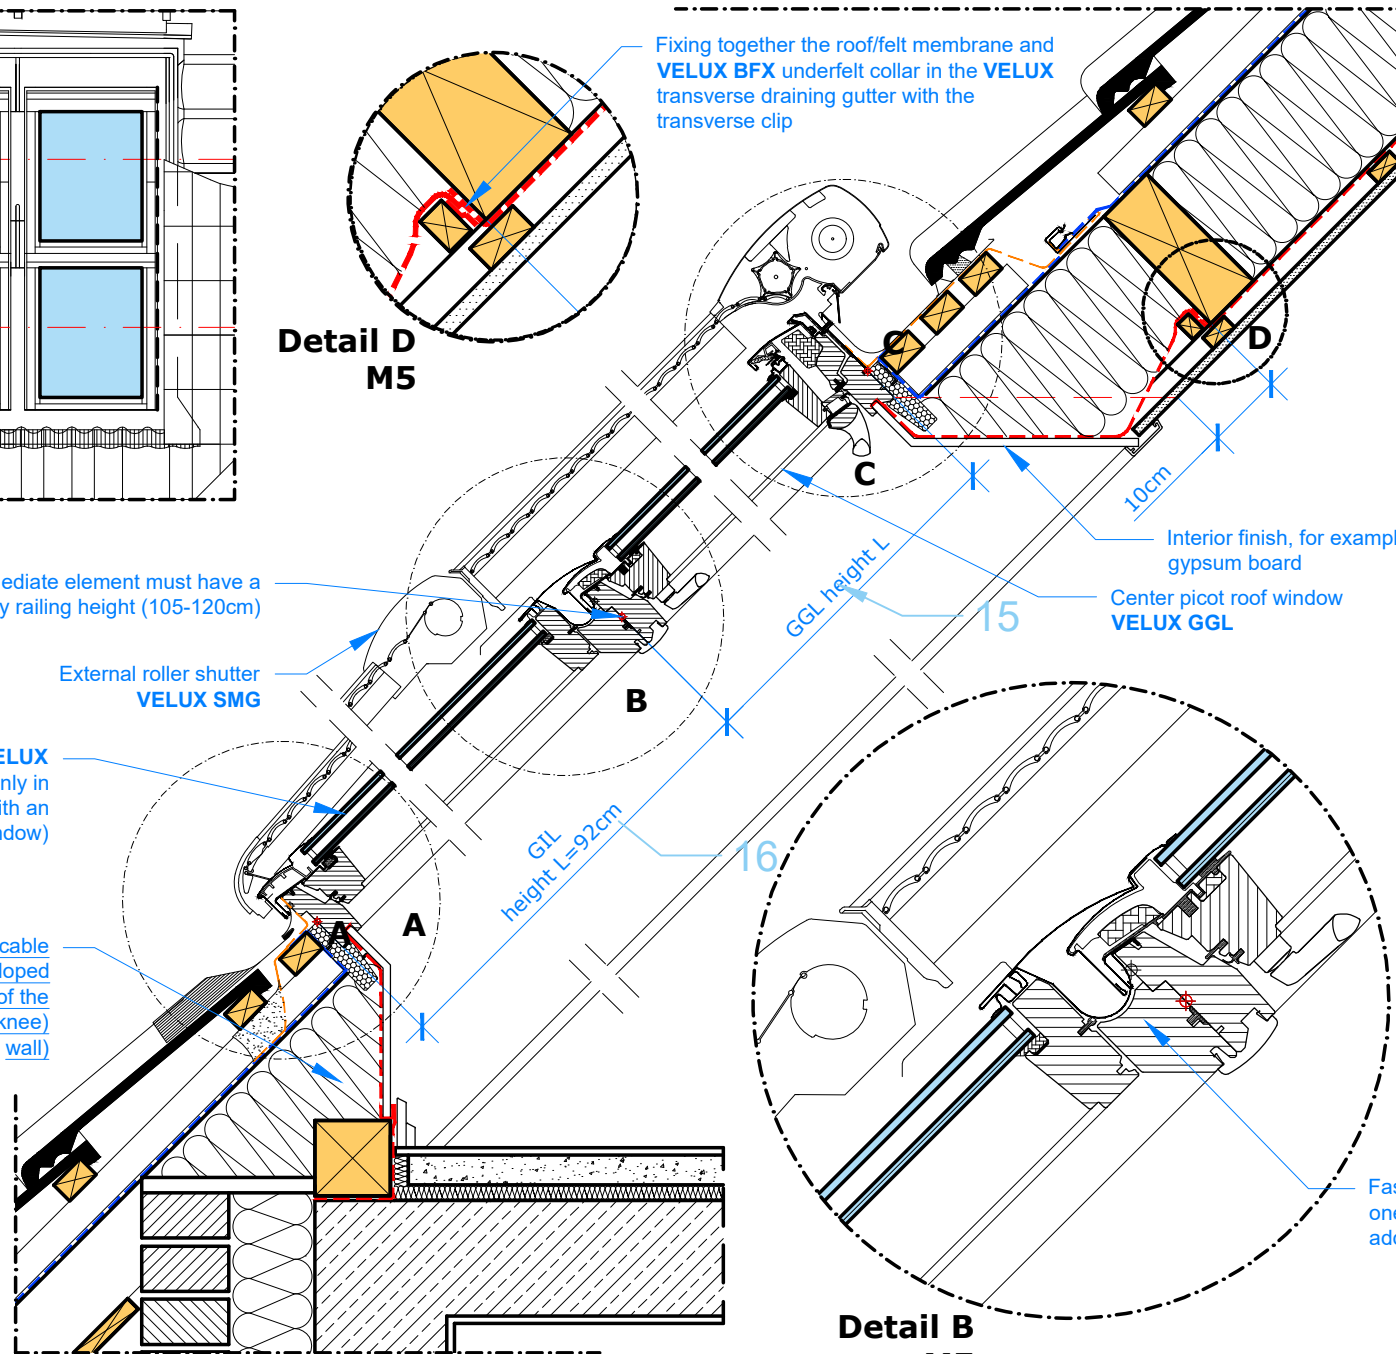 Fixing together the roof/felt membrane and
VELUX BFX underfelt collar in the VELUX
transverse draining gutter with the
transverse clip
Detail D
M5
C
D
C
10cm
Interior finish, for exampl
gypsum board
GGL height L
15
Center picot roof window
VELUX GGL
ediate element must have a
y railing height (105-120cm)
External roller shutter
VELUX SMG
B
ELUX
nly in
ith an
ndow)
GIL
height L=92cm
16
A
A
cable
loped
of the
knee)
wall)
Fas
one
add
Detail B